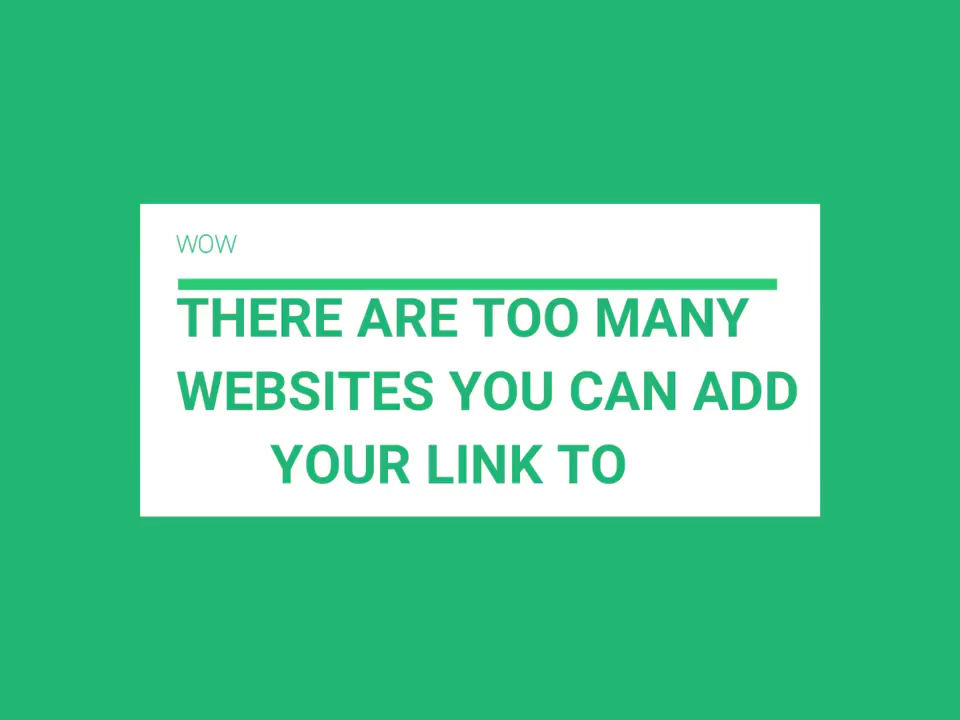 WOW
THERE ARE TOO MANY
WEBSITES YOU CAN ADD
YOUR LINK TO